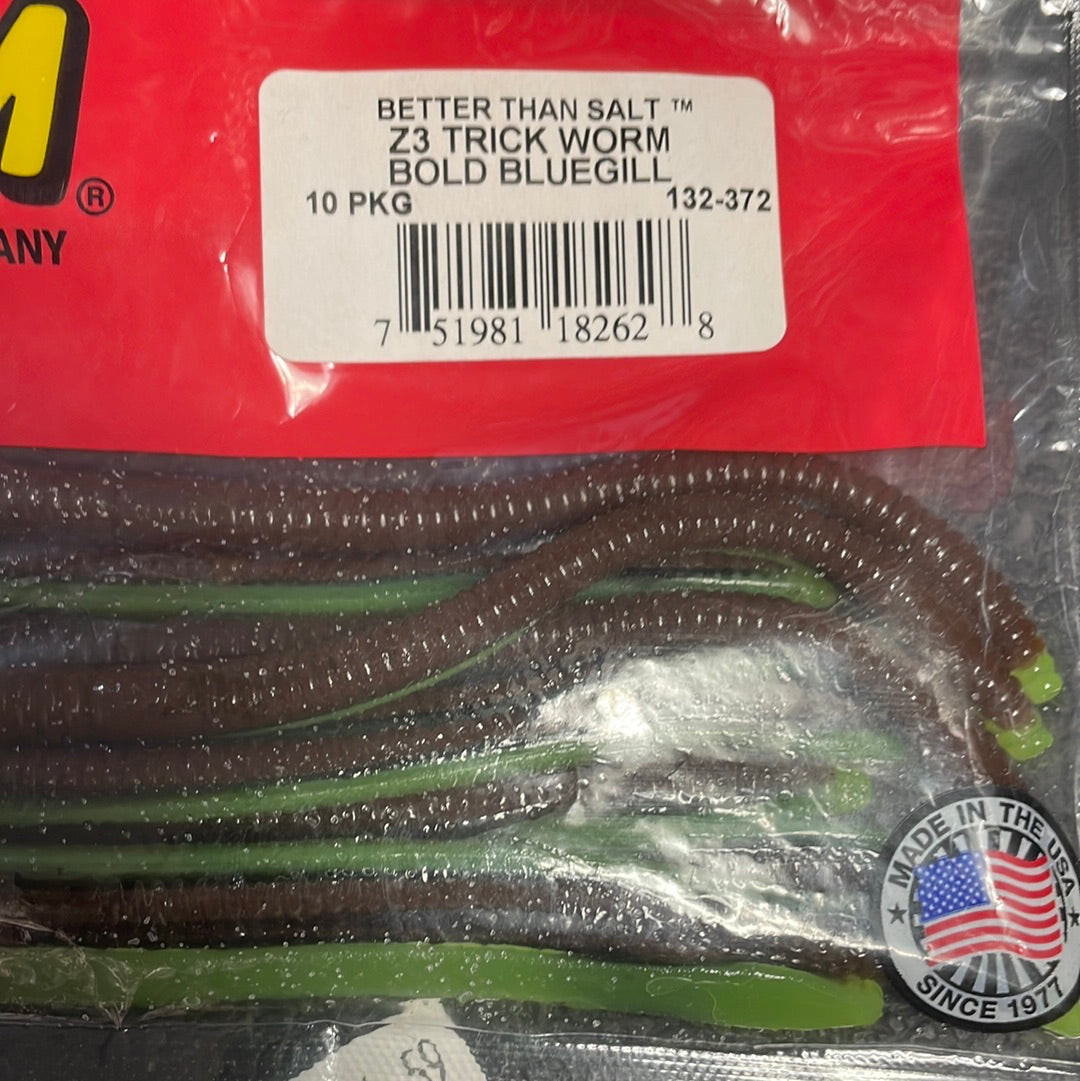 M®
ANY
BETTER THAN SALT ™
Z3 TRICK WORM
BOLD BLUEGILL
10 PKG 132-372
7 51981 18262 8
MADE IN THE USA
SINCE 1977